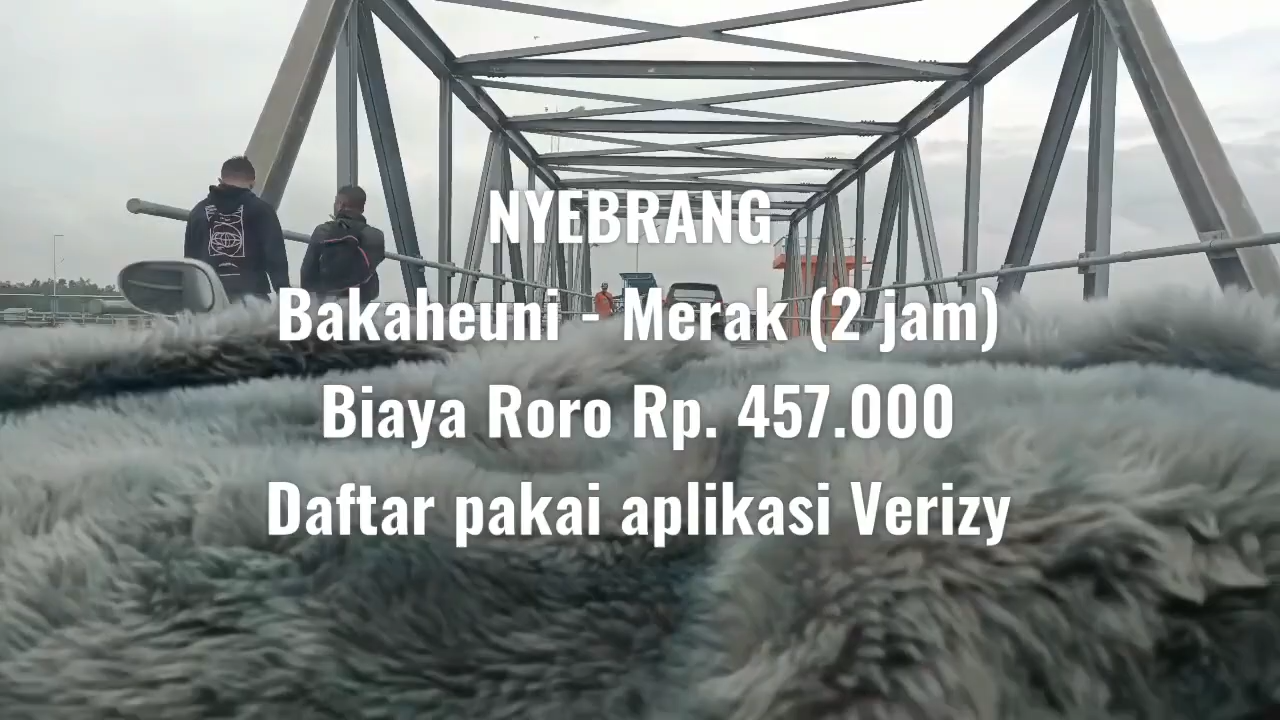 NYEBRANG
Bakaheuni - Merak (2 jam)
Biaya Roro Rp. 457.000
Daftar pakai aplikasi Verizy